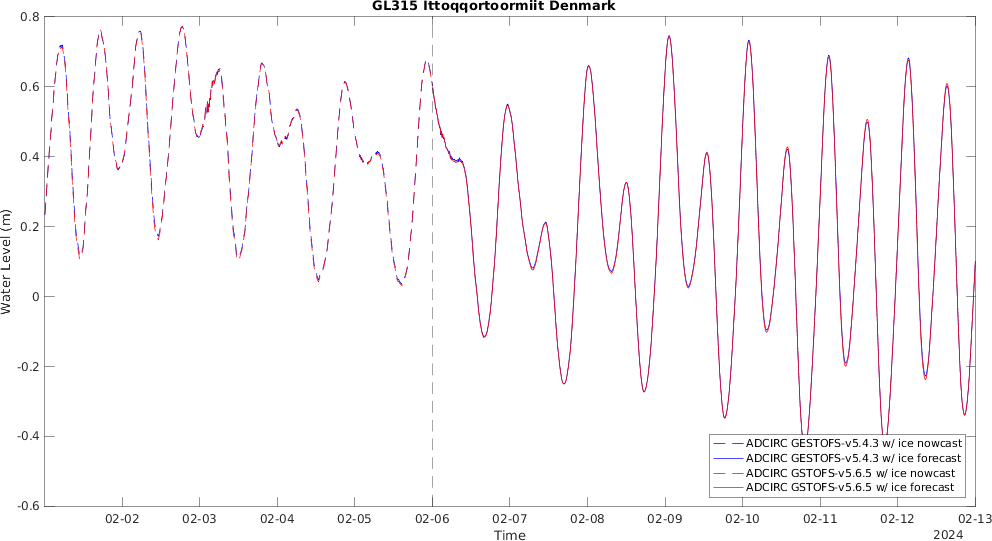 GL315 Ittoqqortoormiit Denmark
0.8
0.6
0.4
0.2
0
-0.2
-0.4
-0.6
Water Level (m)
ADCIRC GESTOFS-v5.4.3 w/ ice nowcast
ADCIRC GESTOFS-v5.4.3 w/ ice forecast
ADCIRC GSTOFS-v5.6.5 w/ ice nowcast
ADCIRC GSTOFS-v5.6.5 w/ ice forecast
02-02 02-03 02-04 02-05 02-06 02-07 02-08 02-09 02-10 02-11 02-12 02-13
Time
2024